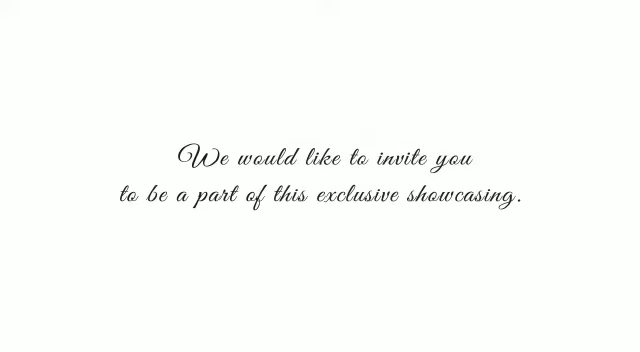 We would like to invite you
to be a part of this exclusive showcasing.